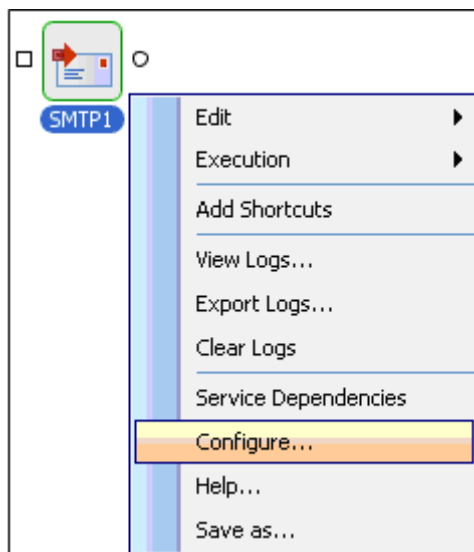 SMTP1
Edit
Execution
Add Shortcuts
View Logs...
Export Logs...
Clear Logs
Service Dependencies
Configure...
Help...
Save as...